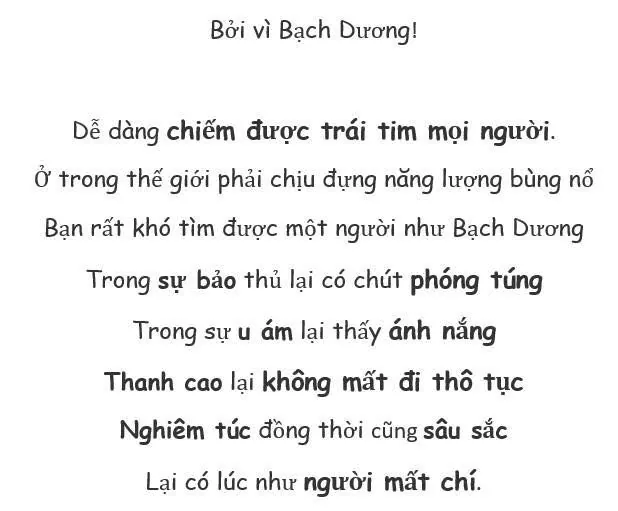 Bởi vì Bạch Dương!
Dễ dàng chiếm được trái tim mọi người.
Ở trong thế giới phải chịu đựng năng lượng bùng nổ
Bạn rất khó tìm được một người như Bạch Dương
Trong sự bảo thủ lại có chút phóng túng
Trong sự u ám lại thấy ánh nắng
Thanh cao lại không mất đi thô tục
Nghiêm túc đồng thời cũng sâu sắc
Lại có lúc như người mất chí.